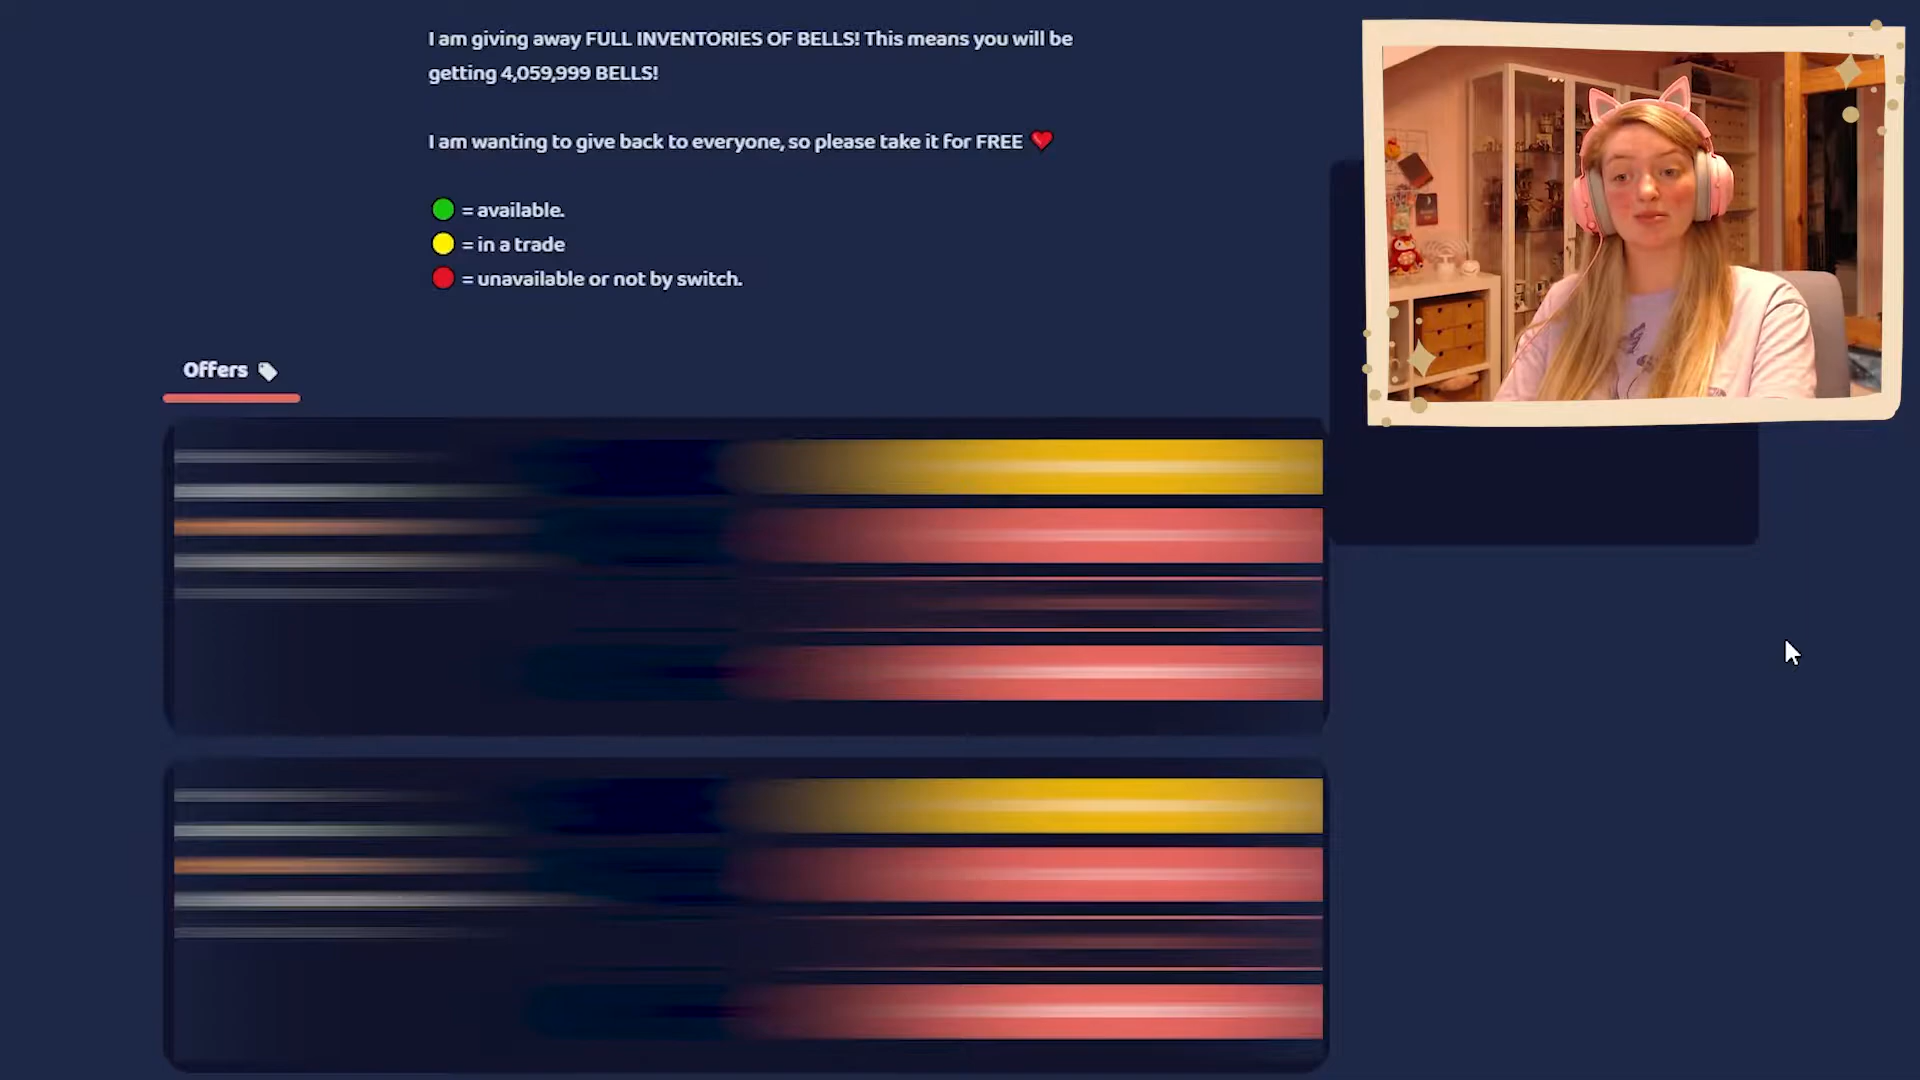 I am giving away FULL INVENTORIES OF BELLS! This means you will be
getting 4,059,999 BELLS!
I am wanting to give back to everyone, so please take it for FREE ❤️
🟢 = available.
🟡 = in a trade
🔴 = unavailable or not by switch.
Offers